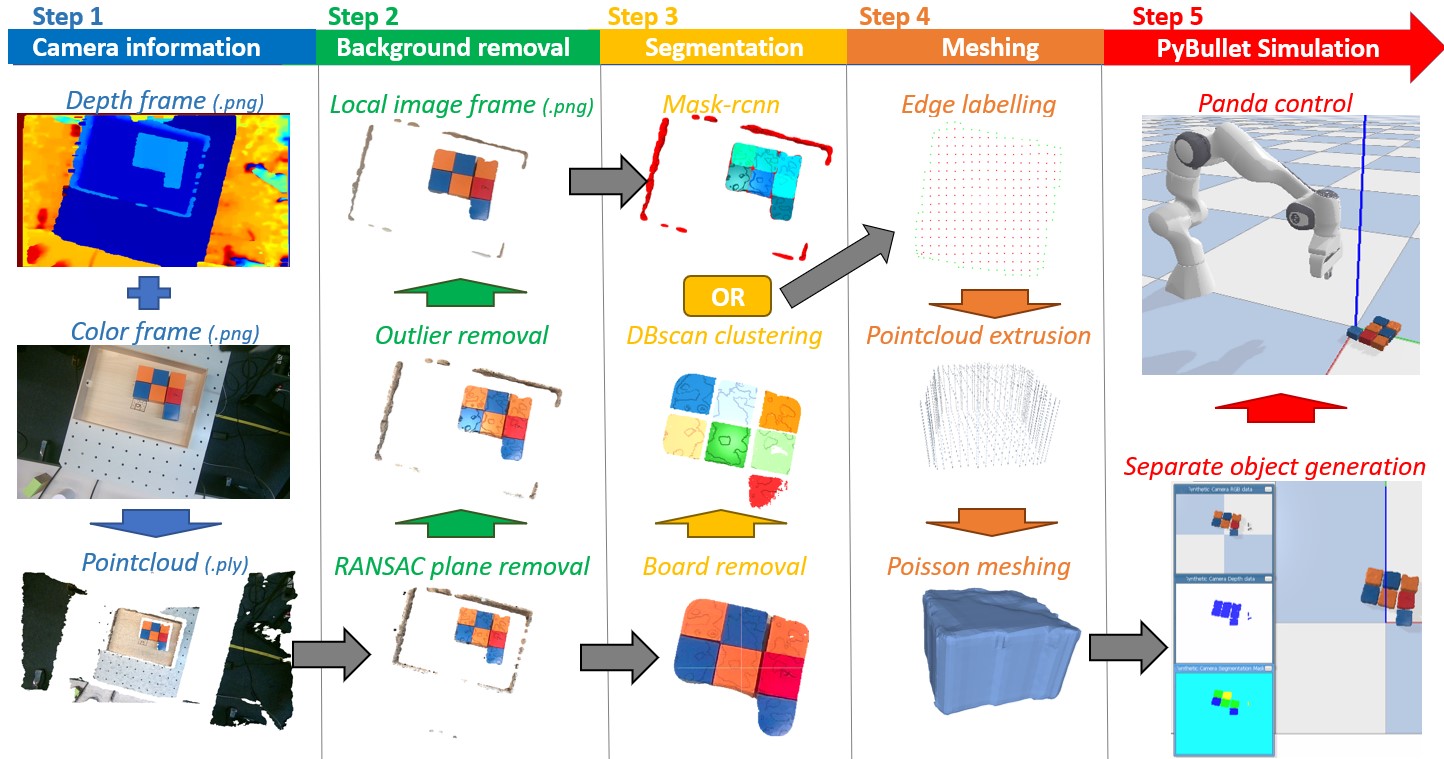 Step 1
Camera information
Depth frame (.png)
Color frame (.png)
Pointcloud (.ply)
Step 2
Background removal
Local image frame (.png)
Outlier removal
RANSAC plane removal
Step 3
Segmentation
Mask-rcnn
OR
DBscan clustering
Board removal
Step 4
Meshing
Edge labelling
Pointcloud extrusion
Poisson meshing
Step 5
PyBullet Simulation
Panda control
Separate object generation
Synthetic Camera RGB data
Synthetic Camera Depth data
Synthetic Camera Segmentation Mask